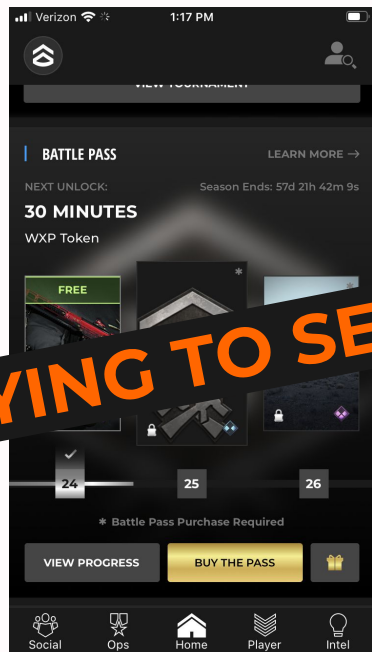 Verizon
1:17 PM
VIEW TOURNAMENT
BATTLE PASS
LEARN MORE →
NEXT UNLOCK:
Season Ends: 57d 21h 42m 9s
30 MINUTES
WXP Token
FREE
YING TO SE
24
25
26
* Battle Pass Purchase Required
VIEW PROGRESS
BUY THE PASS
Social
Ops
Home
Player
Intel